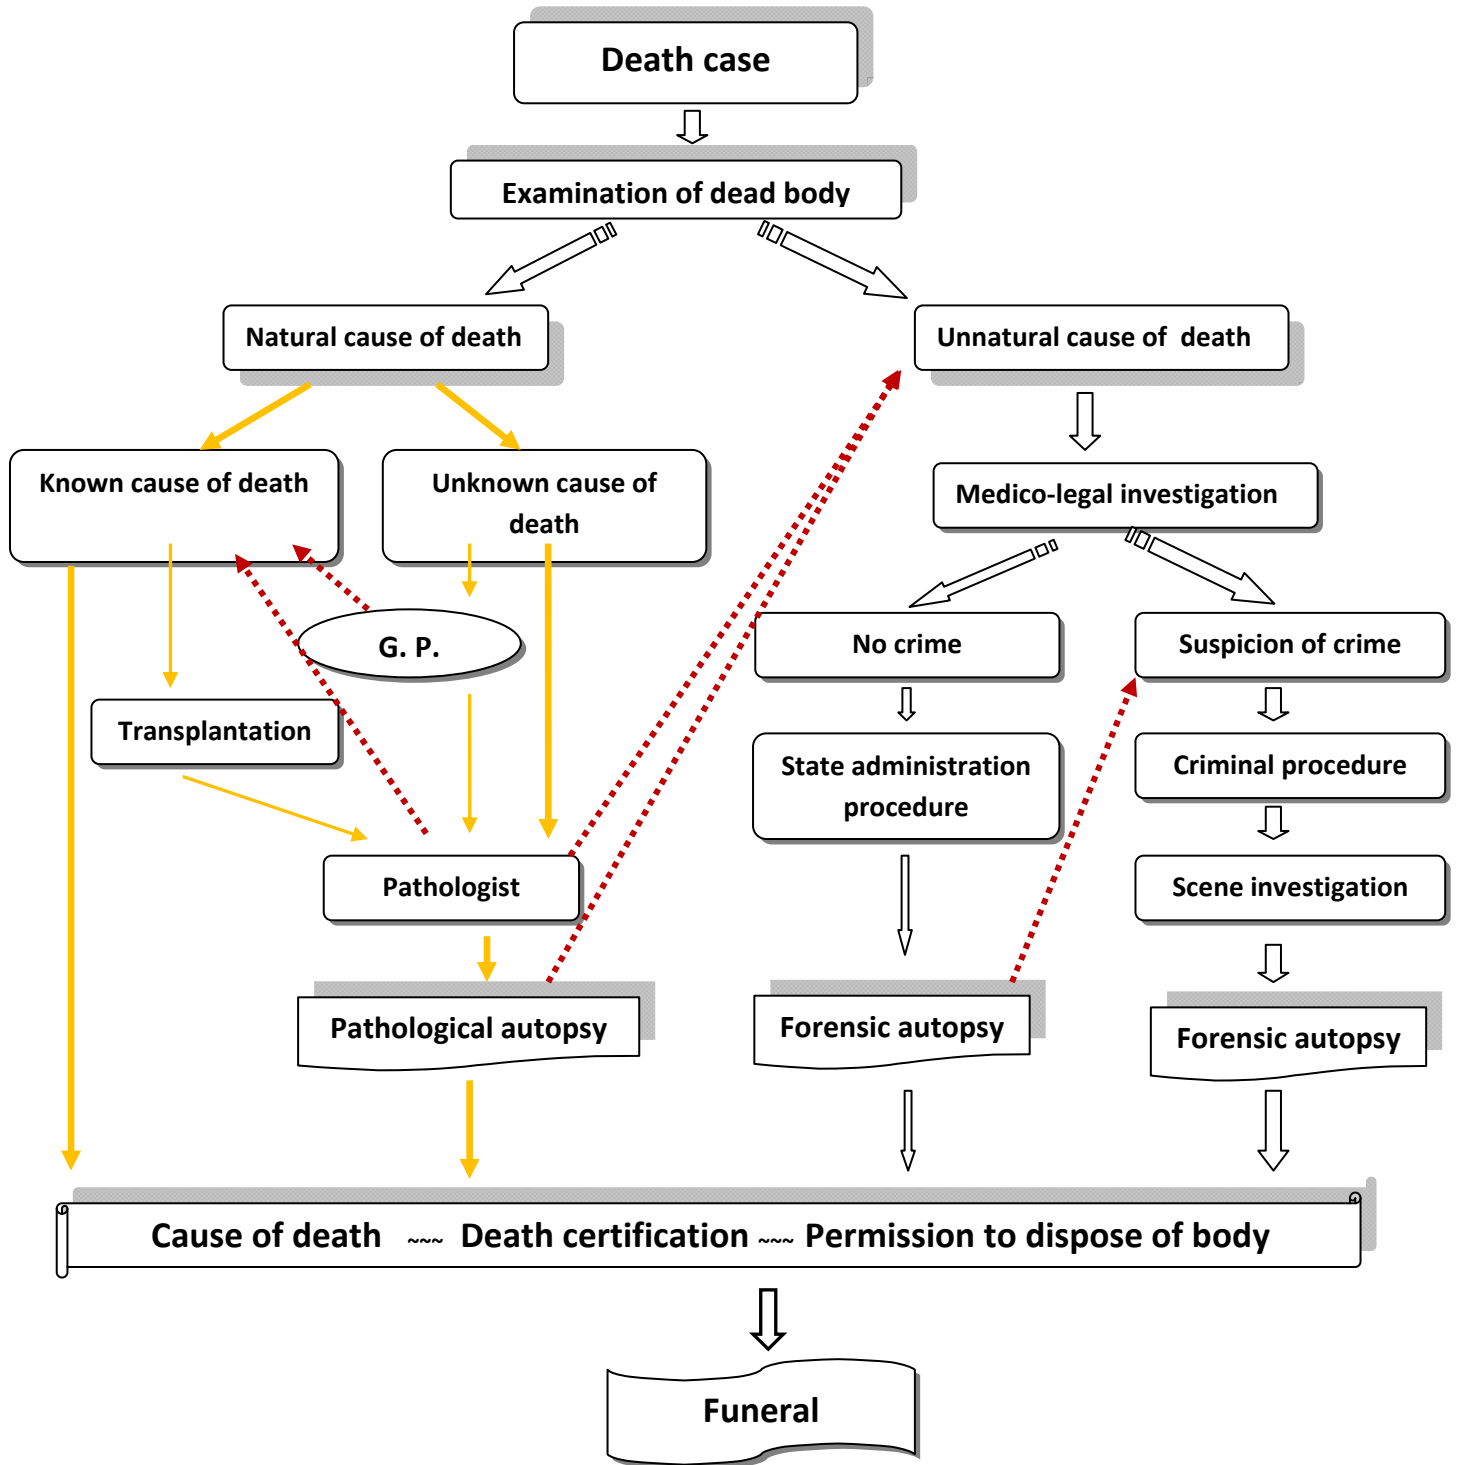 Death case
Examination of dead body
Natural cause of death
Unnatural cause of  death
Known cause of death
Unknown cause of
death
Medico-legal investigation
G. P.
No crime
Suspicion of crime
Transplantation
State administration
procedure
Criminal procedure
Pathologist
Scene investigation
Pathological autopsy
Forensic autopsy
Forensic autopsy
Cause of death ~~~ Death certification ~~~ Permission to dispose of body
Funeral